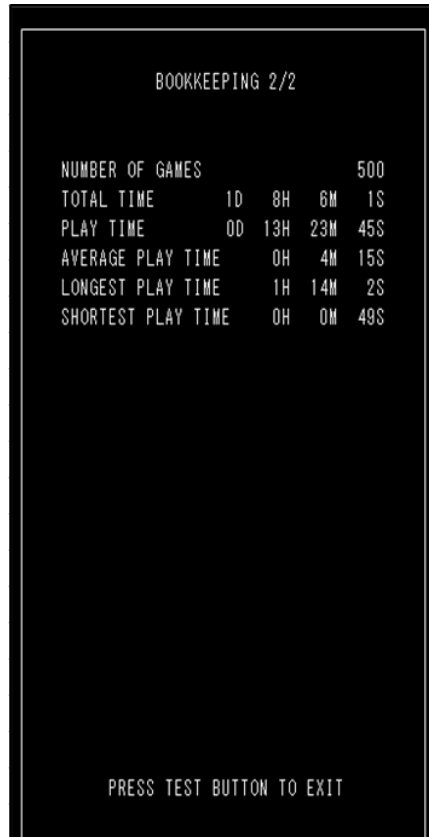 BOOKKEEPING 2/2
NUMBER OF GAMES 500
TOTAL TIME 1D 8H 6M 1S
PLAY TIME 0D 13H 23M 45S
AVERAGE PLAY TIME 0H 4M 15S
LONGEST PLAY TIME 1H 14M 2S
SHORTEST PLAY TIME 0H 0M 49S
PRESS TEST BUTTON TO EXIT